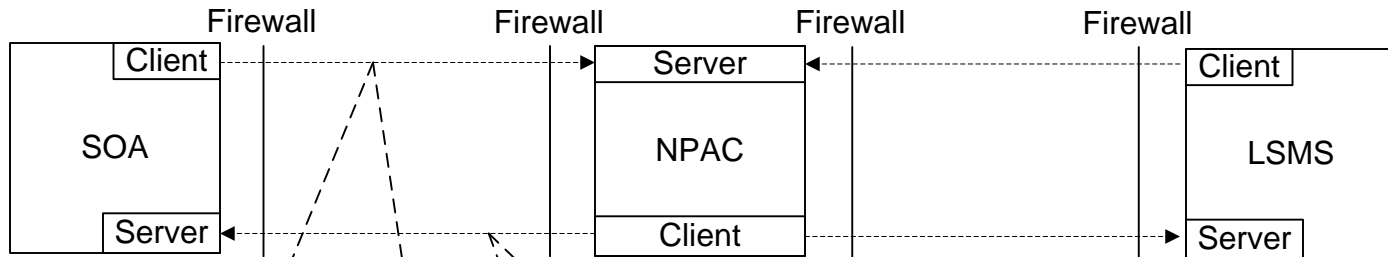 Firewall Firewall Firewall Firewall
Client Server Client
SOA NPAC LSMS
Server Client Server